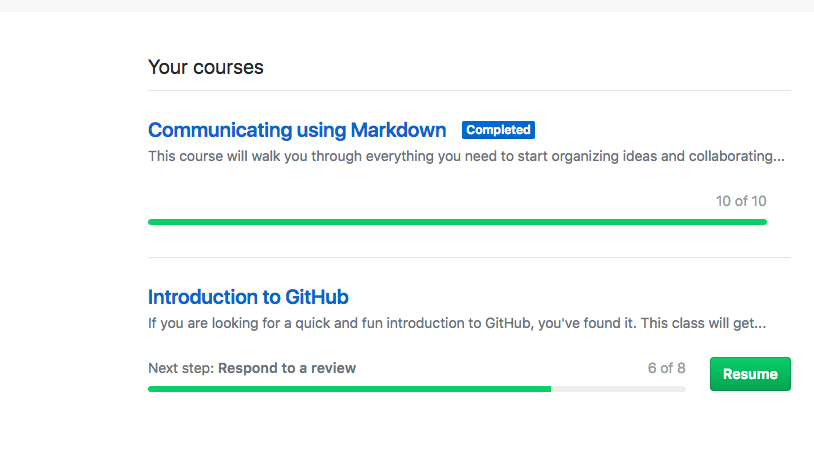 Your courses
Communicating using Markdown Completed
This course will walk you through everything you need to start organizing ideas and collaborating...
10 of 10
Introduction to GitHub
If you are looking for a quick and fun introduction to GitHub, you've found it. This class will get...
Next step: Respond to a review 6 of 8 Resume